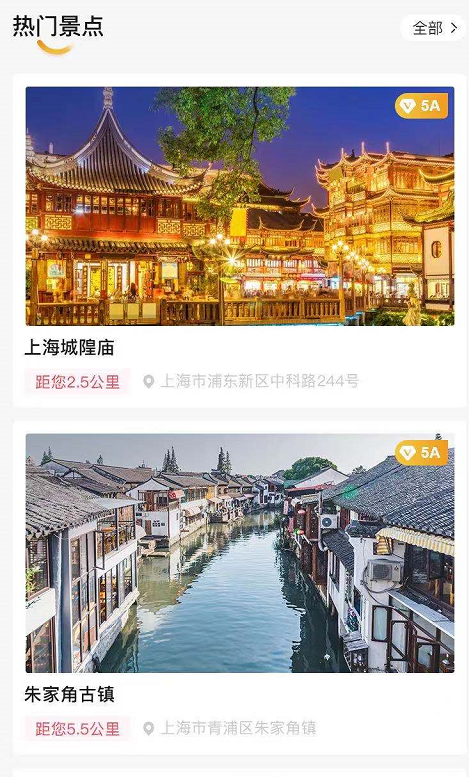 热门景点
全部
5A
上海城隍庙
距您2.5公里
上海市浦东新区中科路244号
5A
朱家角古镇
距您5.5公里
上海市青浦区朱家角镇